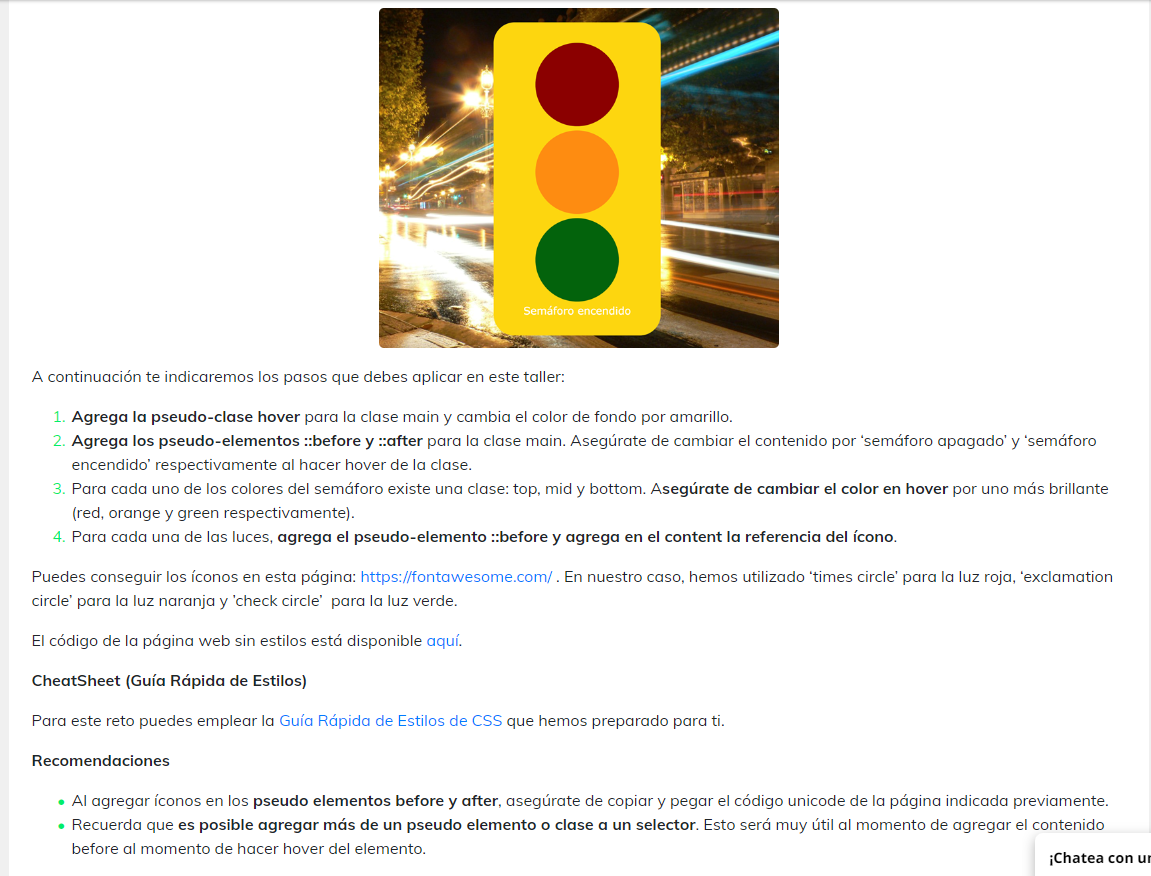 Semáforo encendido
A continuación te indicaremos los pasos que debes aplicar en este taller:
1. Agrega la pseudo-clase hover para la clase main y cambia el color de fondo por amarillo.
2. Agrega los pseudo-elementos ::before y ::after para la clase main. Asegúrate de cambiar el contenido por ‘semáforo apagado’ y ‘semáforo
encendido’ respectivamente al hacer hover de la clase.
3. Para cada uno de los colores del semáforo existe una clase: top, mid y bottom. Asegúrate de cambiar el color en hover por uno más brillante
(red, orange y green respectivamente).
4. Para cada una de las luces, agrega el pseudo-elemento ::before y agrega en el content la referencia del ícono.
Puedes conseguir los íconos en esta página: https://fontawesome.com/ . En nuestro caso, hemos utilizado ‘times circle’ para la luz roja, ‘exclamation
circle’ para la luz naranja y ’check circle’ para la luz verde.
El código de la página web sin estilos está disponible aquí.
CheatSheet (Guía Rápida de Estilos)
Para este reto puedes emplear la Guía Rápida de Estilos de CSS que hemos preparado para ti.
Recomendaciones
• Al agregar íconos en los pseudo elementos before y after, asegúrate de copiar y pegar el código unicode de la página indicada previamente.
• Recuerda que es posible agregar más de un pseudo elemento o clase a un selector. Esto será muy útil al momento de agregar el contenido
before al momento de hacer hover del elemento.
¡Chatea con